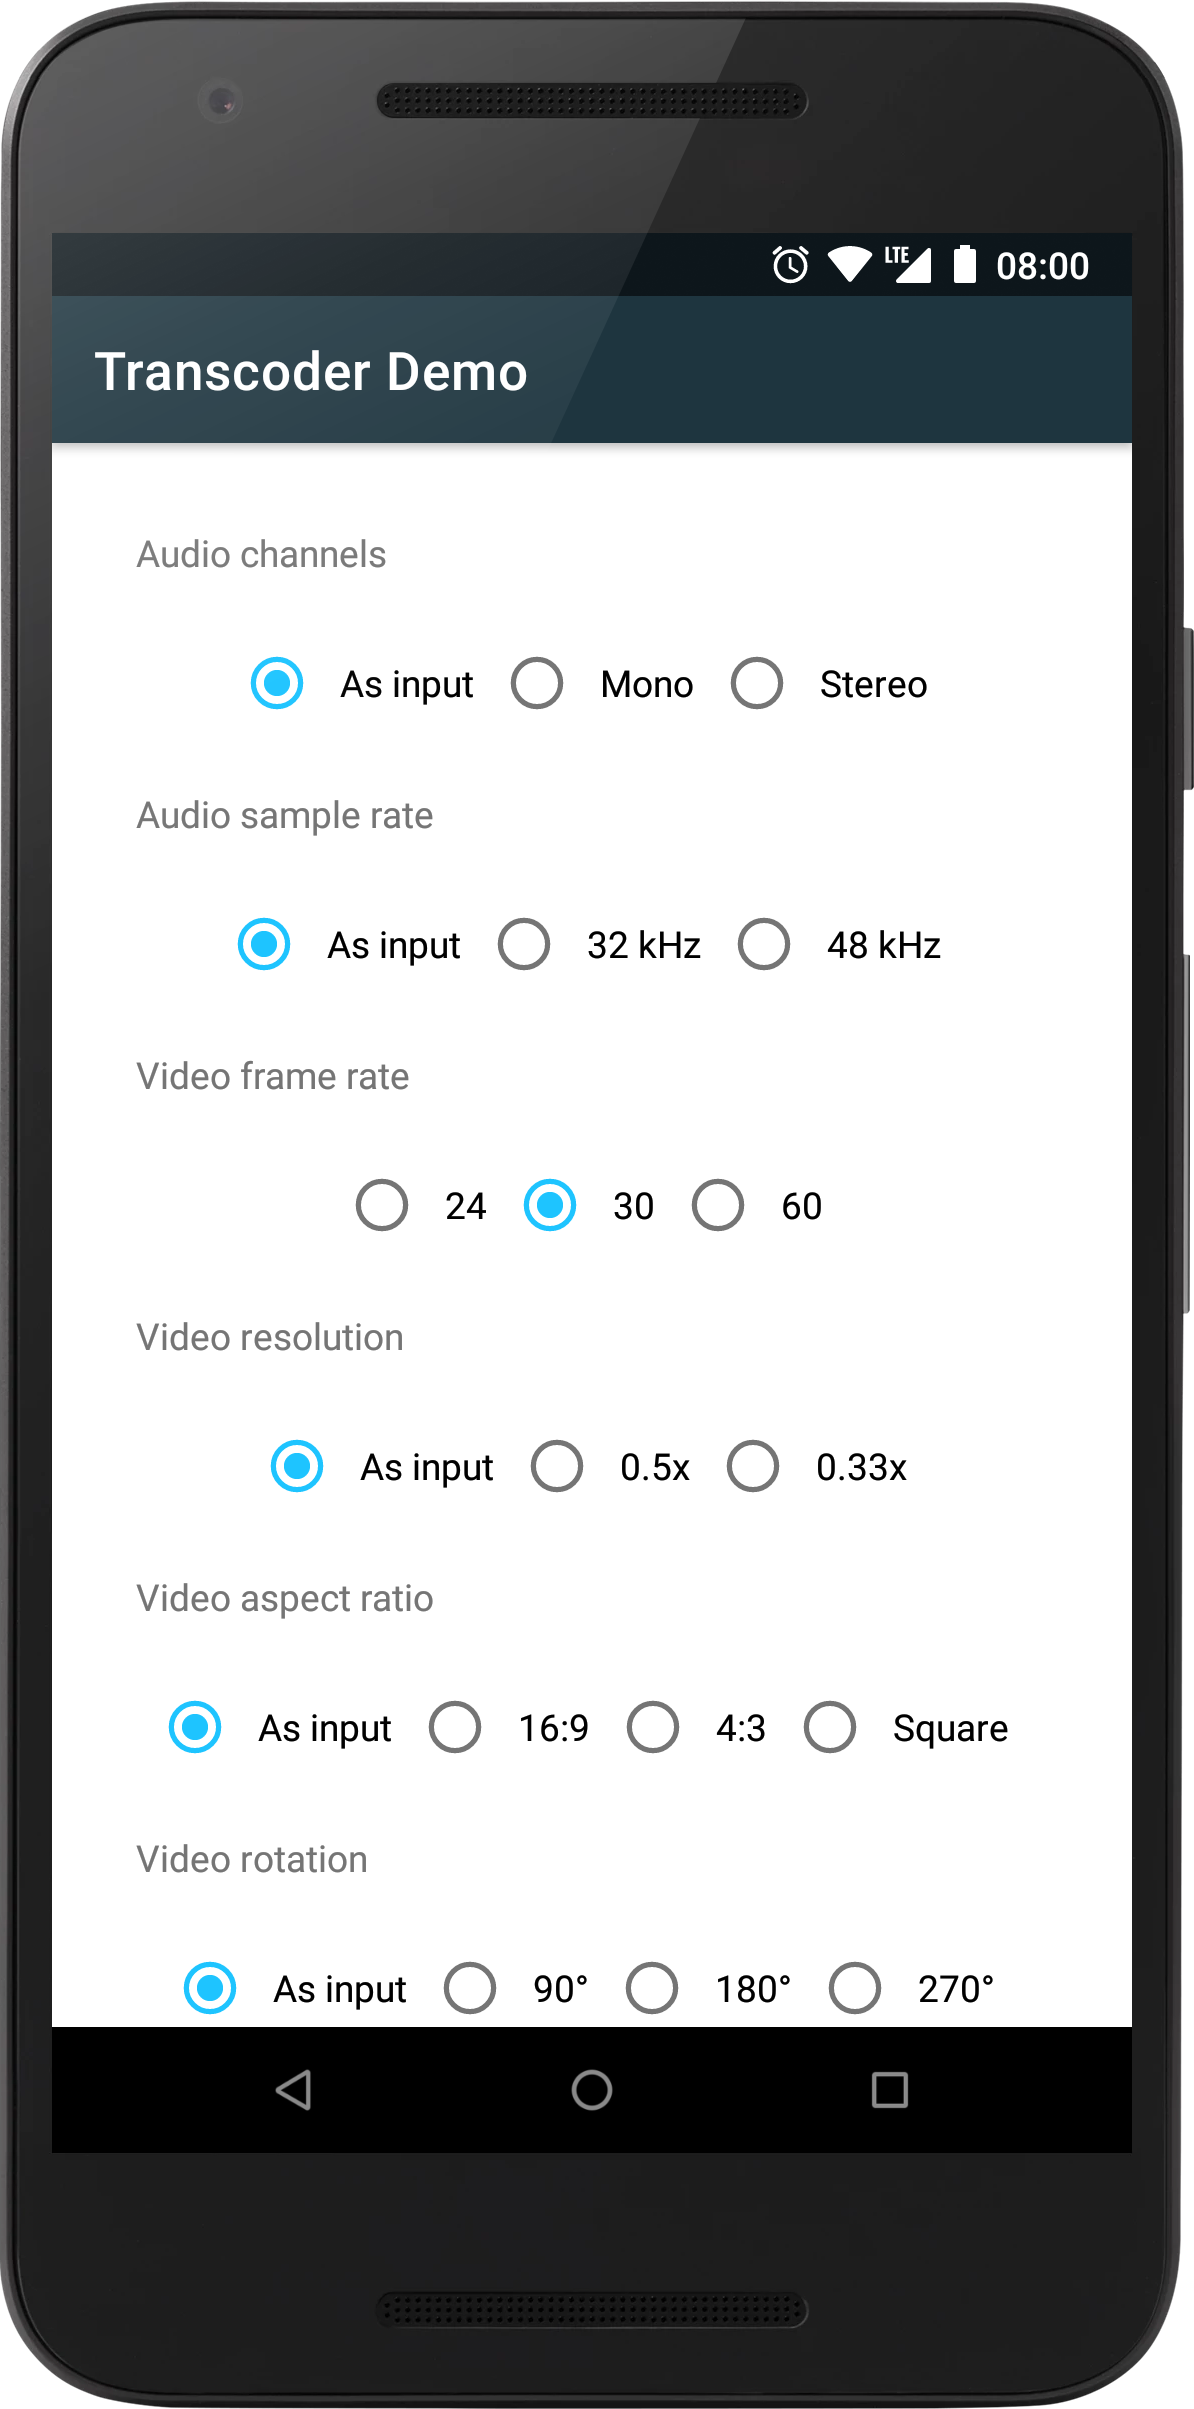 LTE 08:00
Transcoder Demo
Audio channels
As input Mono Stereo
Audio sample rate
As input 32 kHz 48 kHz
Video frame rate
24 30 60
Video resolution
As input 0.5x 0.33x
Video aspect ratio
As input 16:9 4:3 Square
Video rotation
As input 90° 180° 270°